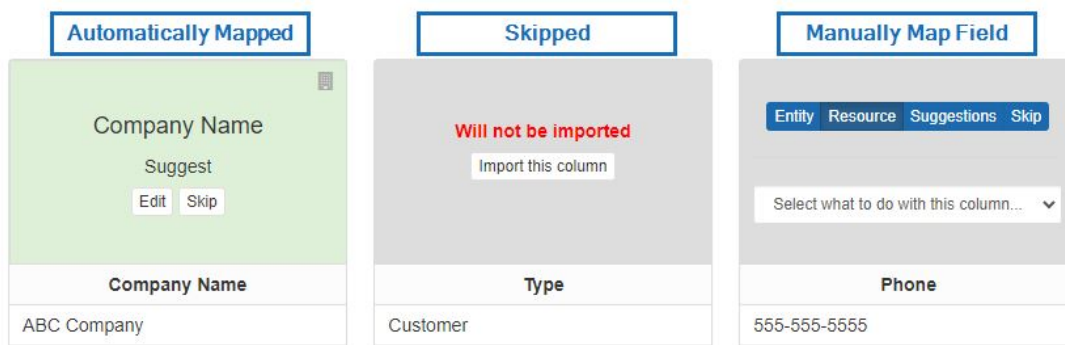 Automatically Mapped
Skipped
Manually Map Field
Company Name
Suggest
Edit Skip
Will not be imported
Import this column
Entity Resource Suggestions Skip
Select what to do with this column...
Company Name
Type
Phone
ABC Company
Customer
555-555-5555